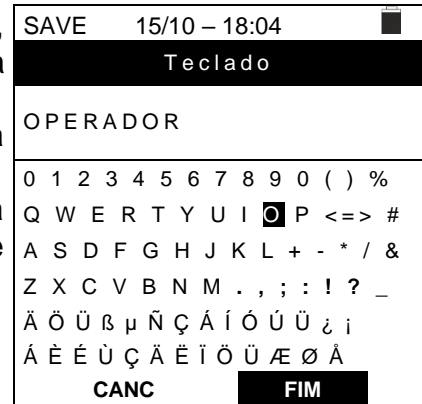 SAVE 15/10 – 18:04
Teclado
OPERADOR
0 1 2 3 4 5 6 7 8 9 0 ( ) %
Q W E R T Y U I O P < = > #
A S D F G H J K L + - * / &
Z X C V B N M . , ; : ! ? _
Ä Ö Ü ß µ Ñ Ç Á Í Ó Ú Ü ¿ ¡
Á È É Ù Ç Ä Ë Ï Ö Ü Æ Ø Å
CANC FIM